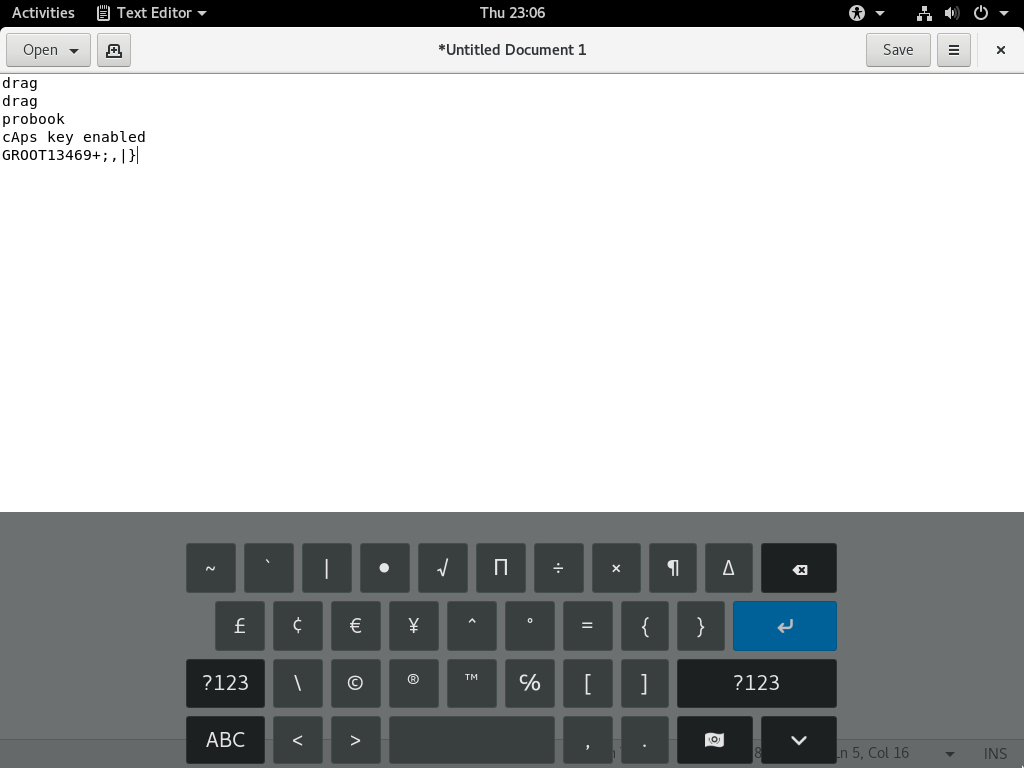 Activities Text Editor Thu 23:06
Open *Untitled Document 1 Save
drag
drag
probook
cAps key enabled
GROOT13469+;,|}
~ ` | • √ Π ÷ × ¶ Δ
£ ¢ € ¥ ^ ° = { }
?123 \ © ® ™ ℅ [ ] ?123
ABC < > , .
Ln 5, Col 16 INS